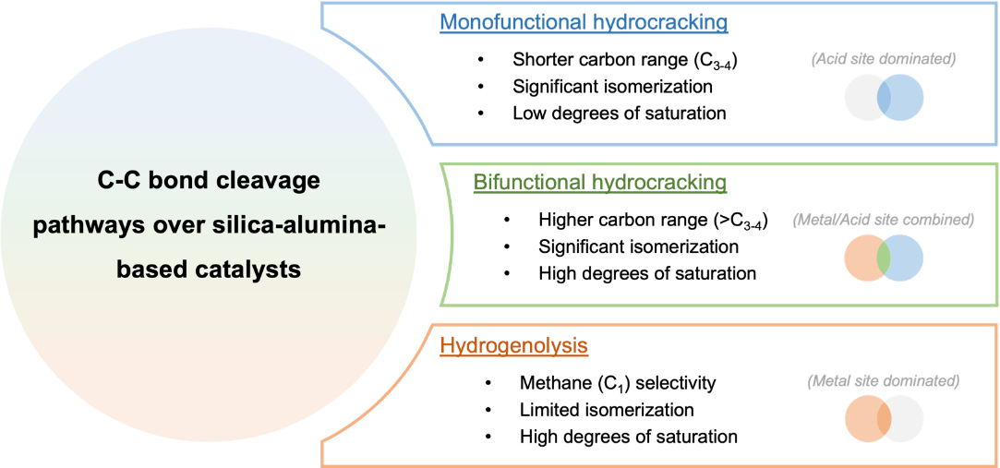 C-C bond cleavage
pathways over silica-alumina-
based catalysts
Monofunctional hydrocracking
• Shorter carbon range (C3-4)
• Significant isomerization
• Low degrees of saturation
(Acid site dominated)
Bifunctional hydrocracking
• Higher carbon range (>C3-4)
• Significant isomerization
• High degrees of saturation
(Metal/Acid site combined)
Hydrogenolysis
• Methane (C1) selectivity
• Limited isomerization
• High degrees of saturation
(Metal site dominated)